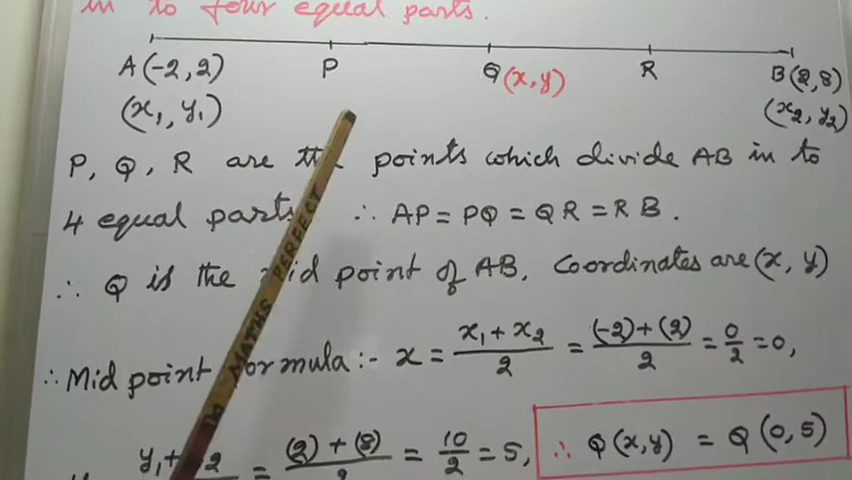 in to four equal parts.
A(-2, 2) P Q(x, y) R B(2, 8)
(x₁, y₁) (x₂, y₂)
P, Q, R are the points which divide AB in to
4 equal parts ∴ AP = PQ = QR = RB.
∴ Q is the mid point of AB. Coordinates are (x, y)
∴ Mid point formula:- x = (x₁ + x₂)/2 = ((-2)+(2))/2 = 0/2 = 0,
= ((2) + (8))/2 = 10/2 = 5, ∴ Q(x, y) = Q(0, 5)
MATHS PERFECT